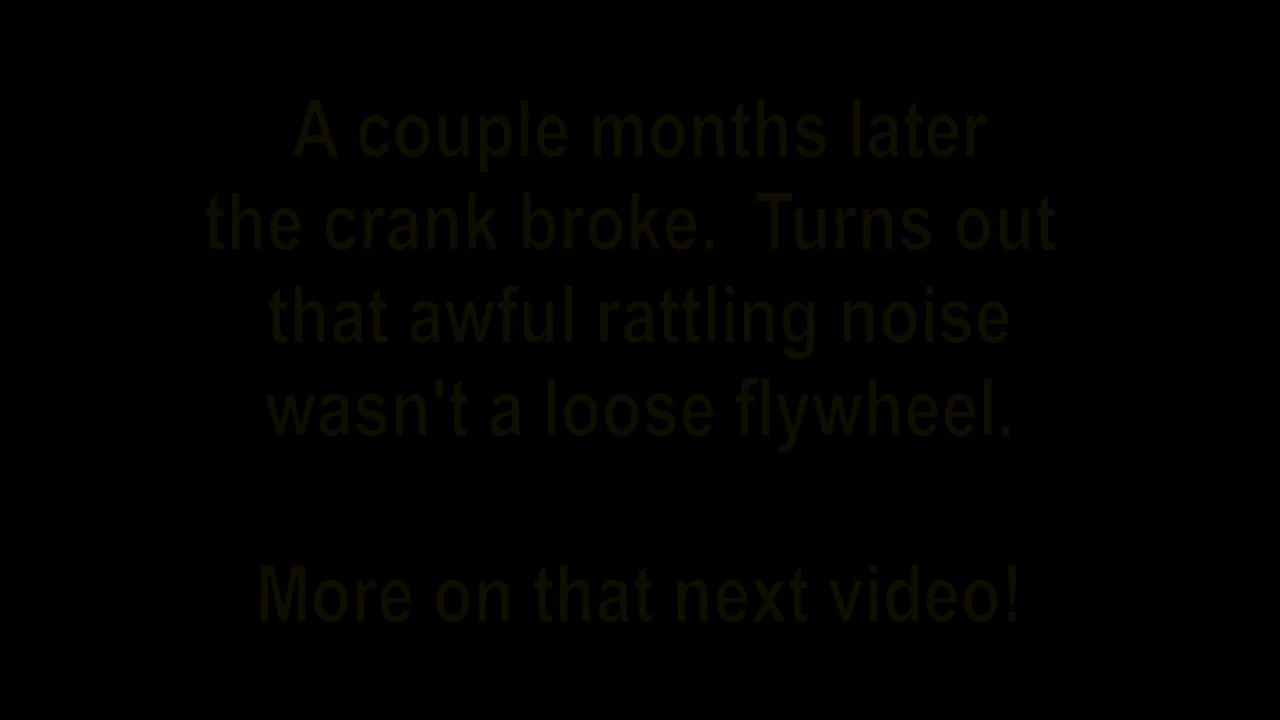 A couple months later
the crank broke.  Turns out
that awful rattling noise
wasn't a loose flywheel.
More on that next video!